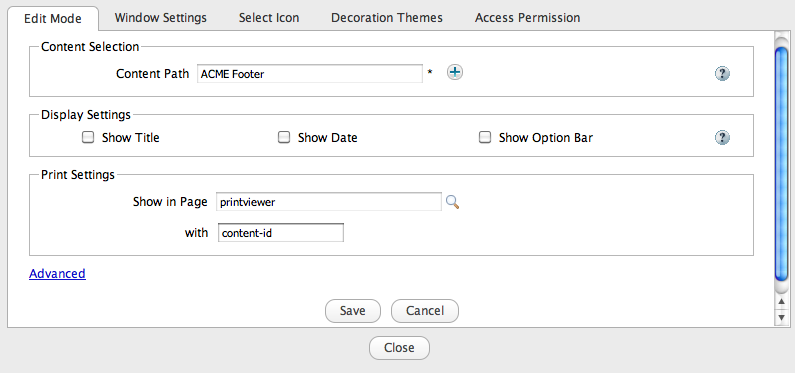 Edit Mode Window Settings Select Icon Decoration Themes Access Permission
Content Selection
Content Path ACME Footer * ?
Display Settings
Show Title Show Date Show Option Bar ?
Print Settings
Show in Page printviewer
with content-id
Advanced
Save Cancel
Close